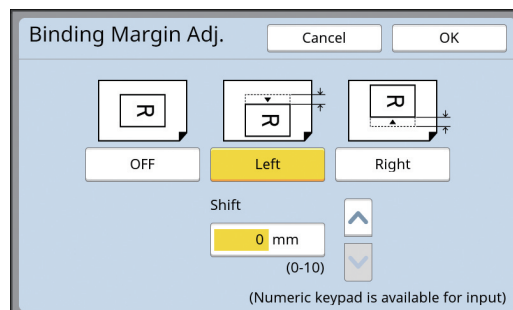 Binding Margin Adj.
Cancel
OK
R
R
R
OFF
Left
Right
Shift
0 mm
(0-10)
(Numeric keypad is available for input)